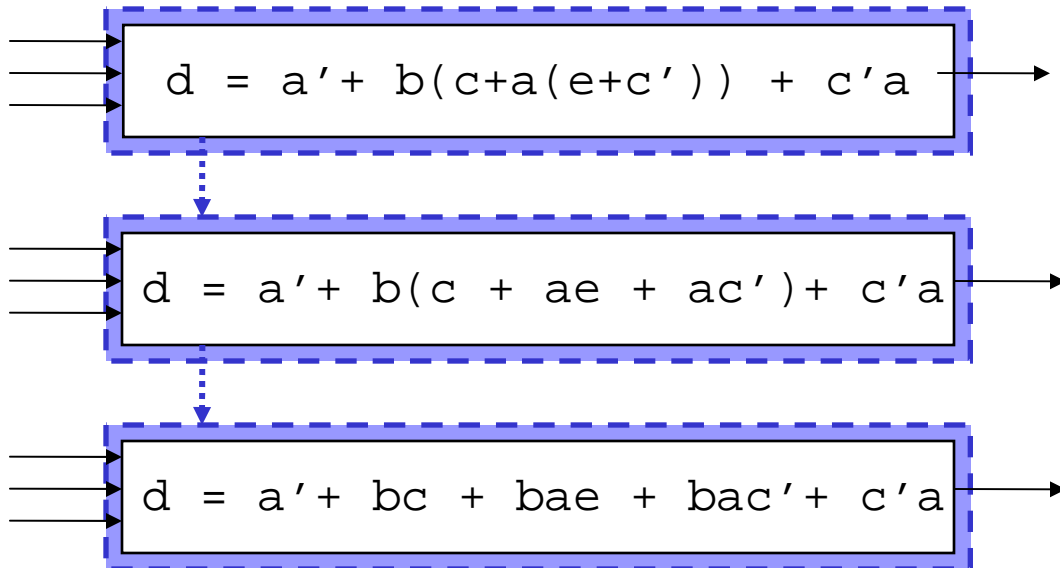 d = a′+ b(c+a(e+c′)) + c′a
d = a′+ b(c + ae + ac′)+ c′a
d = a′+ bc + bae + bac′+ c′a